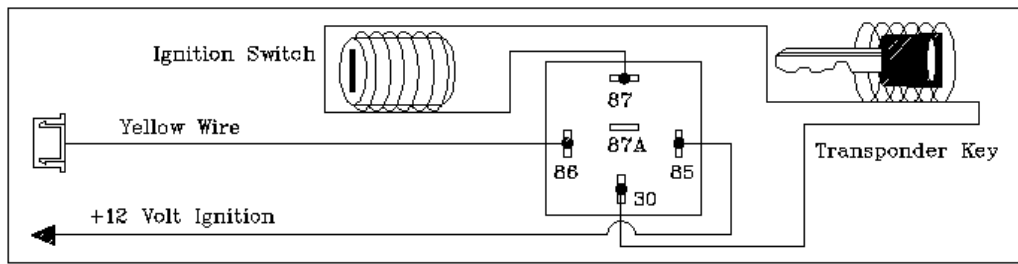 Ignition Switch
87
Yellow Wire
87A
86
85
Transponder Key
30
+12 Volt Ignition